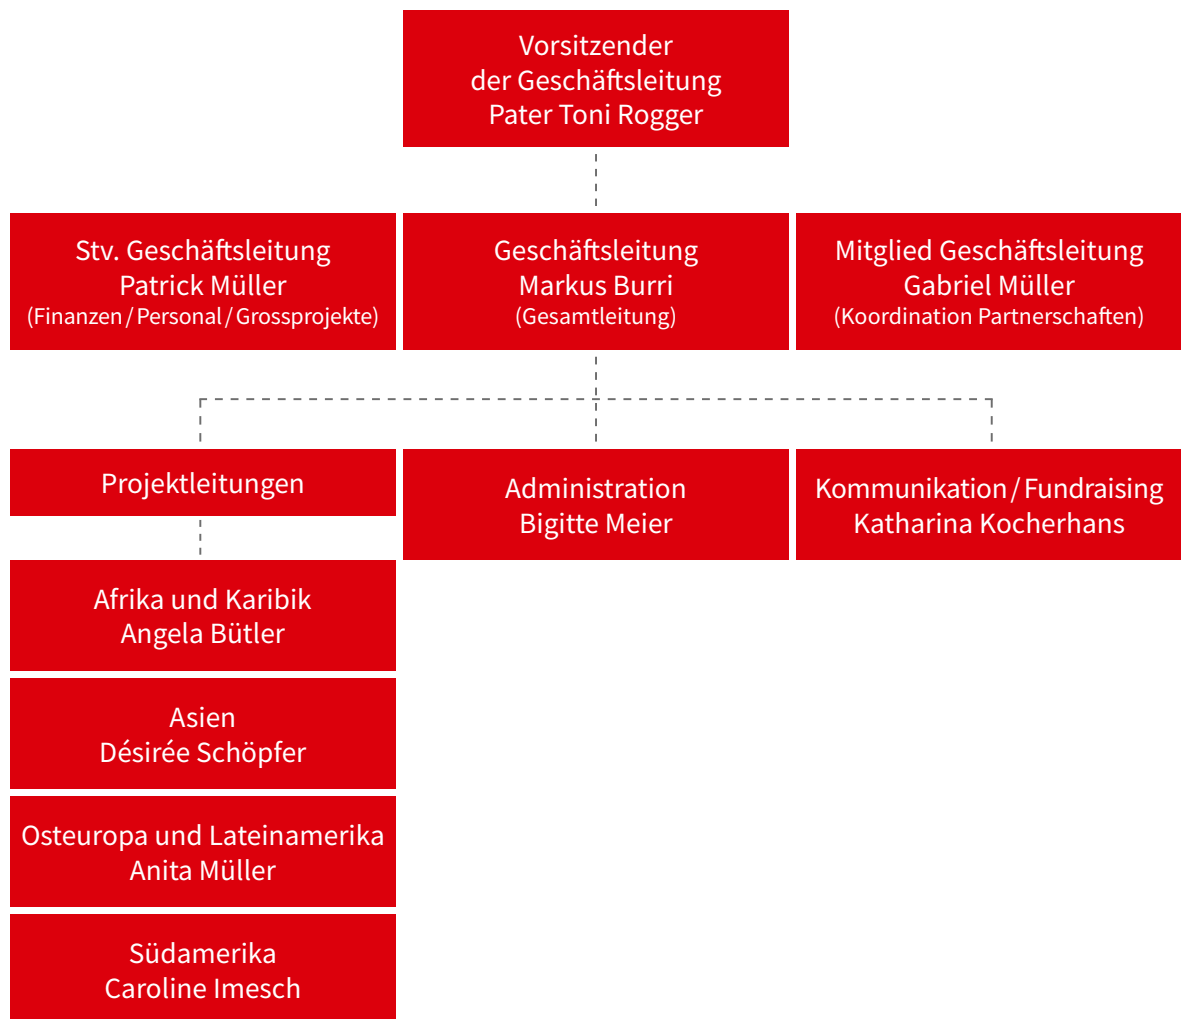 Vorsitzender
der Geschäftsleitung
Pater Toni Rogger
Stv. Geschäftsleitung
Patrick Müller
(Finanzen / Personal / Grossprojekte)
Geschäftsleitung
Markus Burri
(Gesamtleitung)
Mitglied Geschäftsleitung
Gabriel Müller
(Koordination Partnerschaften)
Projektleitungen
Administration
Bigitte Meier
Kommunikation / Fundraising
Katharina Kocherhans
Afrika und Karibik
Angela Bütler
Asien
Désirée Schöpfer
Osteuropa und Lateinamerika
Anita Müller
Südamerika
Caroline Imesch